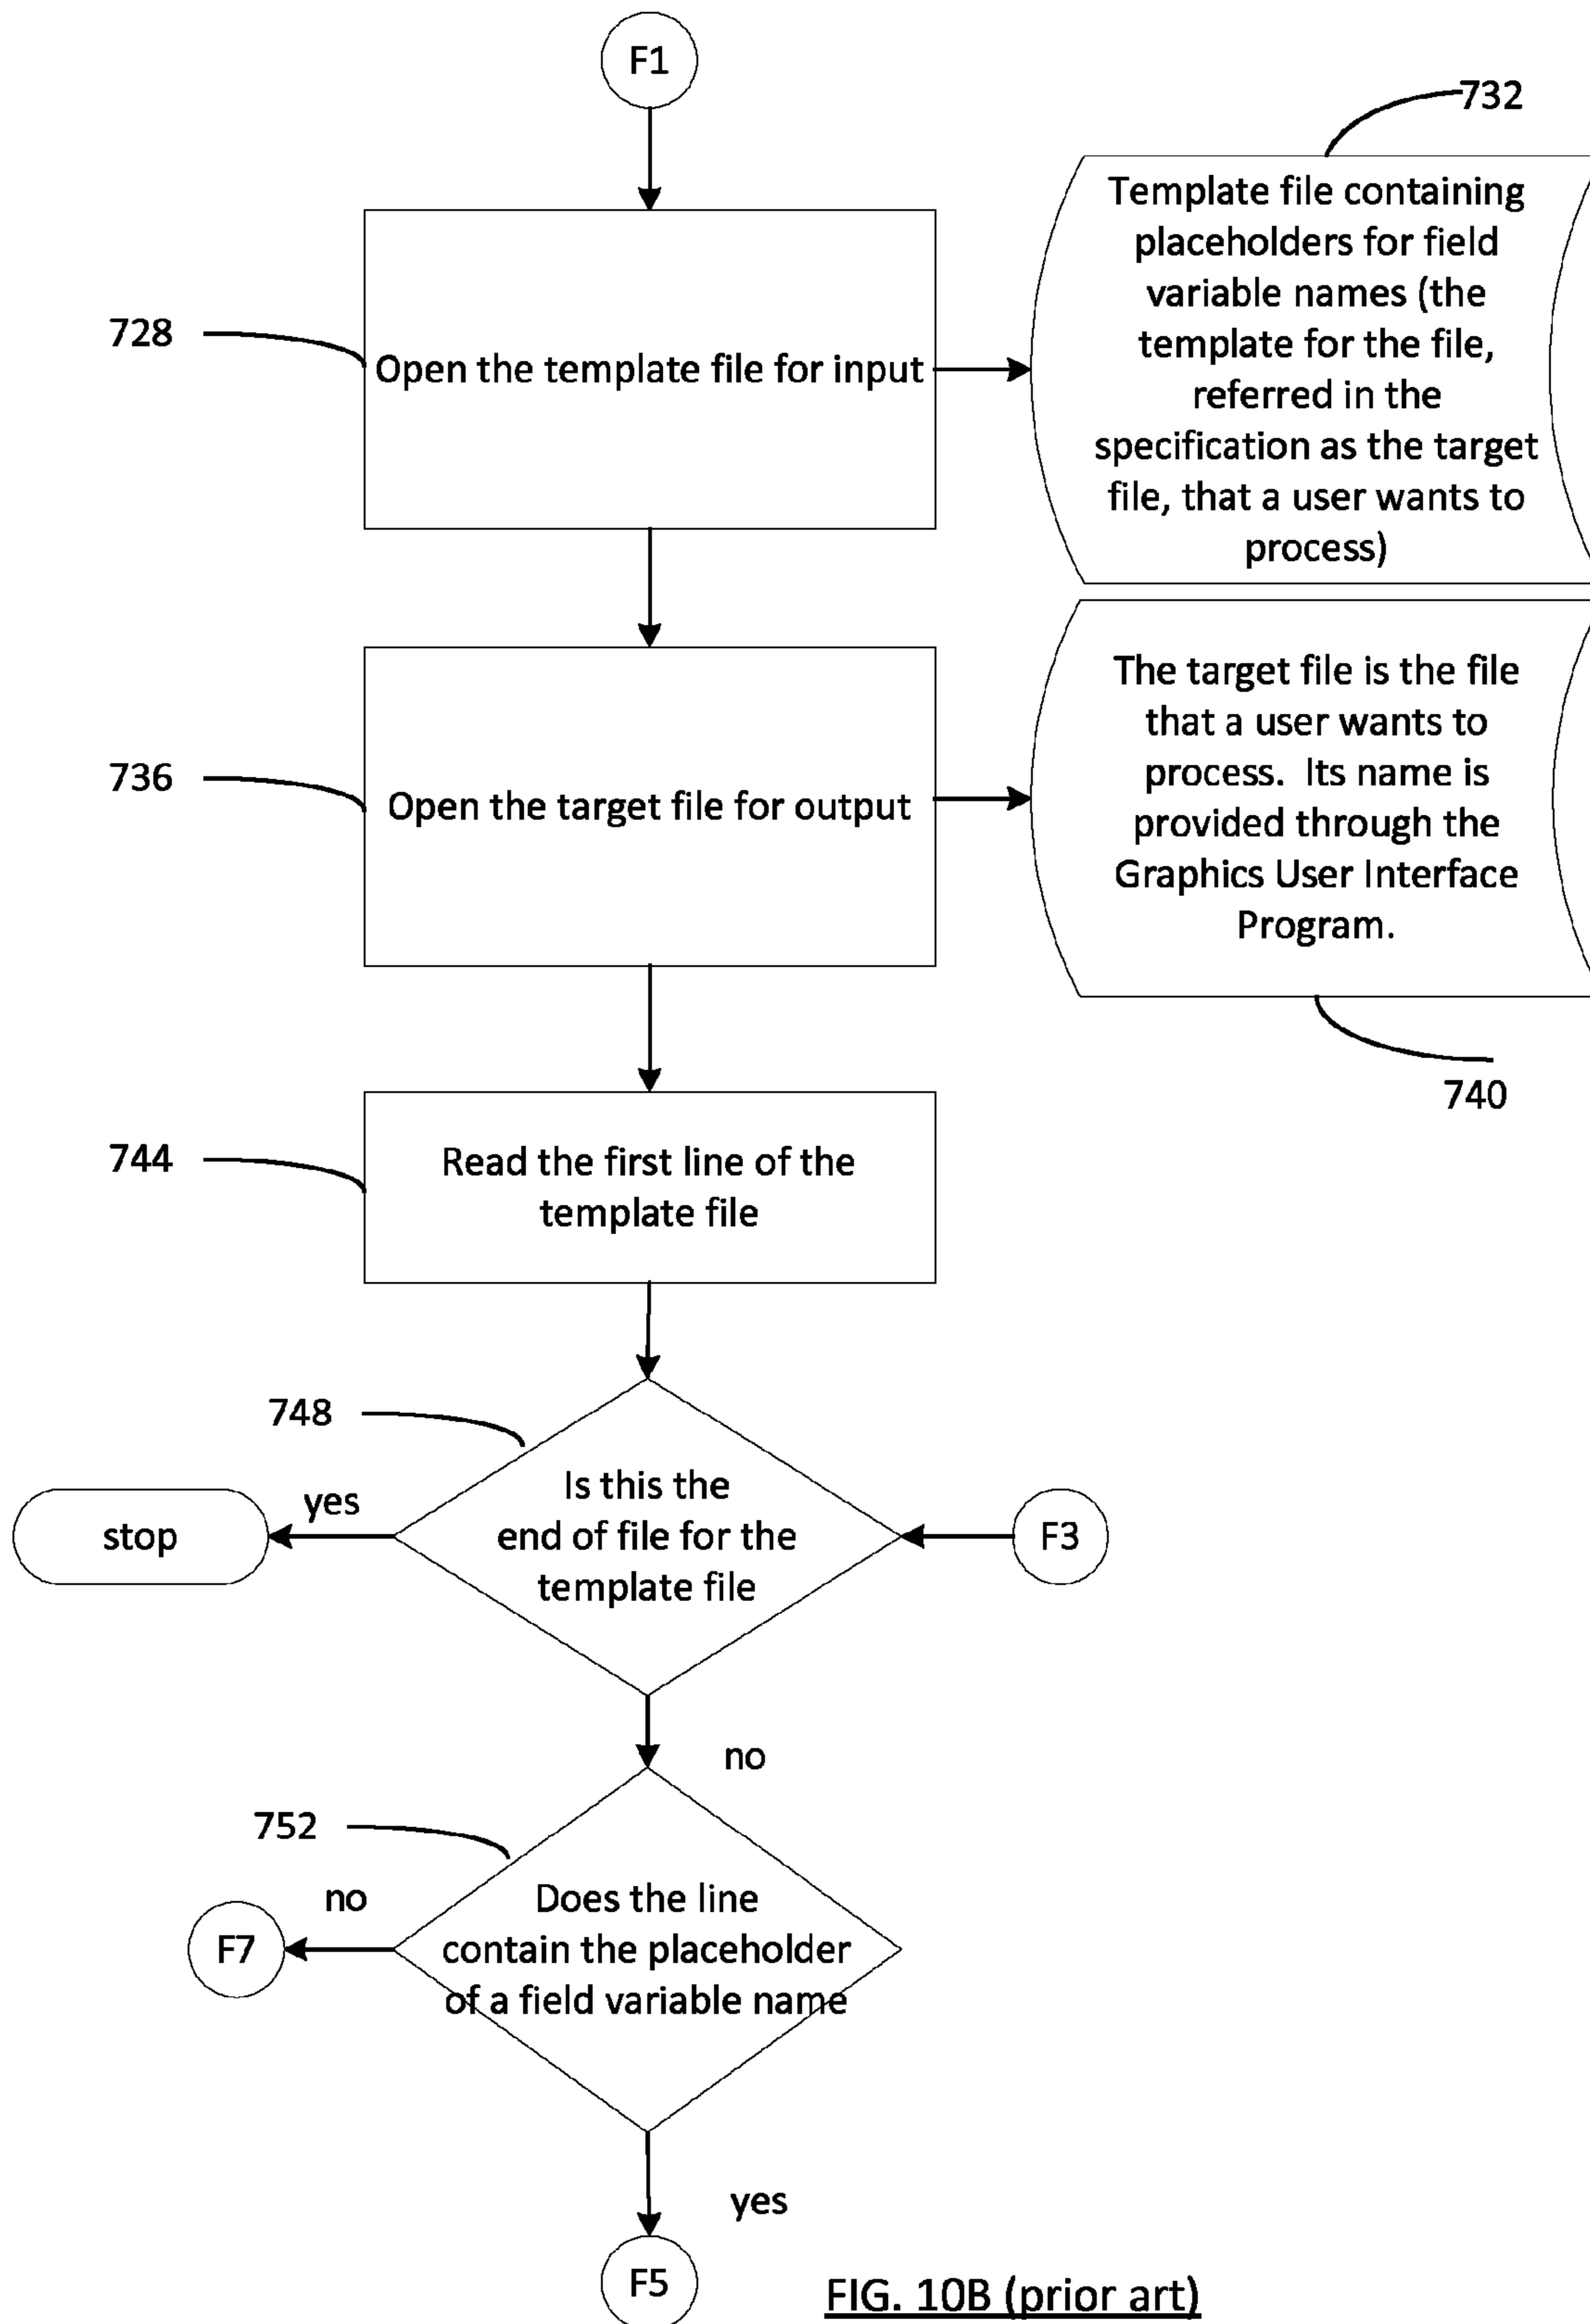 F1
732
Template file containing
placeholders for field
variable names (the
template for the file,
referred in the
specification as the target
file, that a user wants to
process)
728
Open the template file for input
The target file is the file
that a user wants to
process. Its name is
provided through the
Graphics User Interface
Program.
736
Open the target file for output
740
744
Read the first line of the
template file
748
Is this the
end of file for the
template file
yes
stop
F3
no
752
Does the line
contain the placeholder
of a field variable name
no
F7
yes
F5
FIG. 10B (prior art)